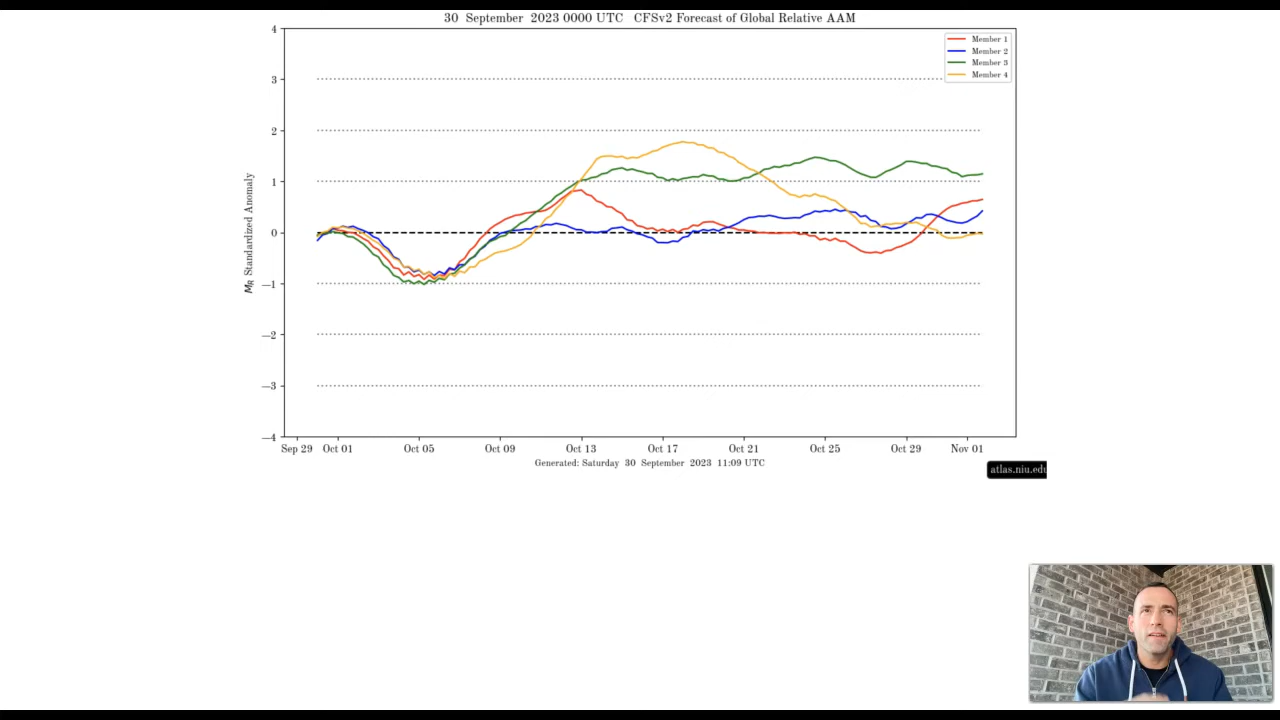 30 September 2023 0000 UTC CFSv2 Forecast of Global Relative AAM
Member 1
Member 2
Member 3
Member 4
M_R Standardized Anomaly
4
3
2
1
0
−1
−2
−3
−4
Sep 29 Oct 01 Oct 05 Oct 09 Oct 13 Oct 17 Oct 21 Oct 25 Oct 29 Nov 01
Generated: Saturday 30 September 2023 11:09 UTC
atlas.niu.edu